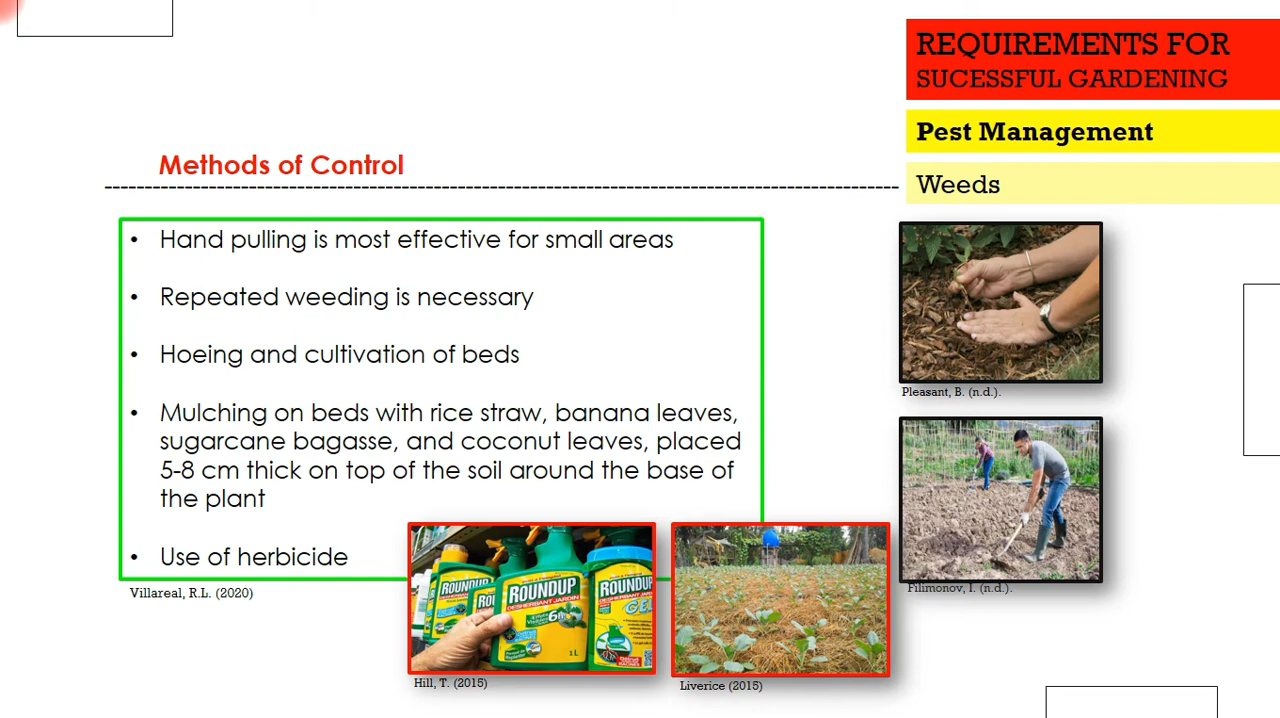 REQUIREMENTS FOR
SUCESSFUL GARDENING
Pest Management
Weeds
Methods of Control
• Hand pulling is most effective for small areas
• Repeated weeding is necessary
• Hoeing and cultivation of beds
• Mulching on beds with rice straw, banana leaves,
sugarcane bagasse, and coconut leaves, placed
5-8 cm thick on top of the soil around the base of
the plant
• Use of herbicide
Villareal, R.L. (2020)
Pleasant, B. (n.d.).
Filimonov, I. (n.d.).
ROUNDUP
ROUNDUP
DESHERBANT JARDIN
6
1 L
ROUNDUP
GEL
Hill, T. (2015)
Liverice (2015)